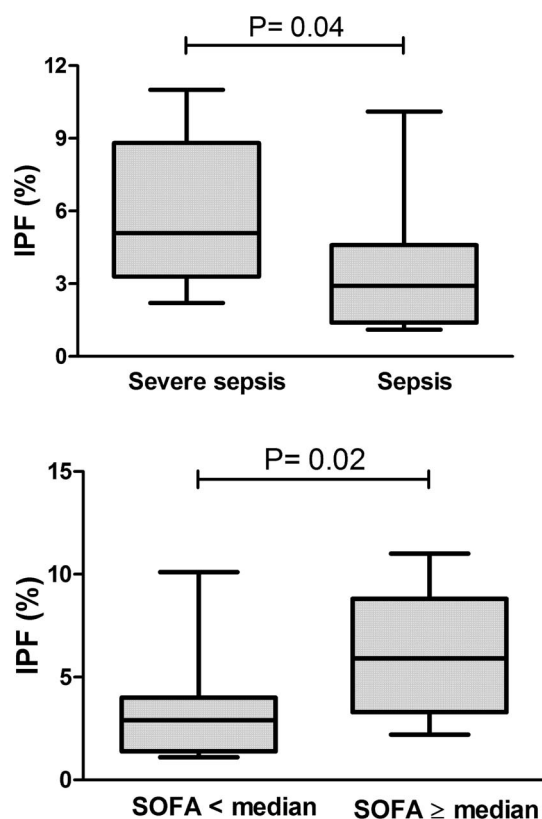 P= 0.04
12
9
6
3
0
IPF (%)
Severe sepsis
Sepsis
P= 0.02
15
10
5
0
IPF (%)
SOFA < median
SOFA ≥ median